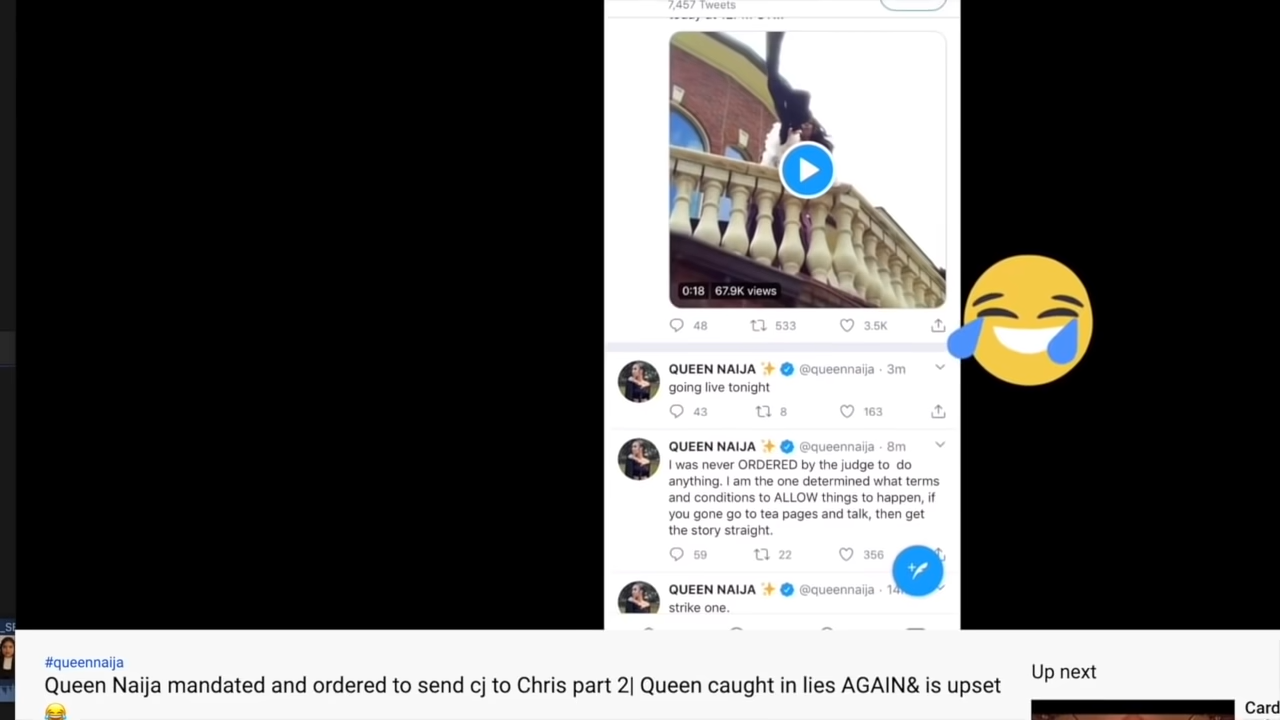 7,457 Tweets
0:18 67.9K views
48 533 3.5K
QUEEN NAIJA ✨ @queennaija · 3m
going live tonight
43 8 163
QUEEN NAIJA ✨ @queennaija · 8m
I was never ORDERED by the judge to do
anything. I am the one determined what terms
and conditions to ALLOW things to happen, if
you gone go to tea pages and talk, then get
the story straight.
59 22 356
QUEEN NAIJA ✨ @queennaija
strike one.
#queennaija
Queen Naija mandated and ordered to send cj to Chris part 2| Queen caught in lies AGAIN& is upset
😂
Up next
Card